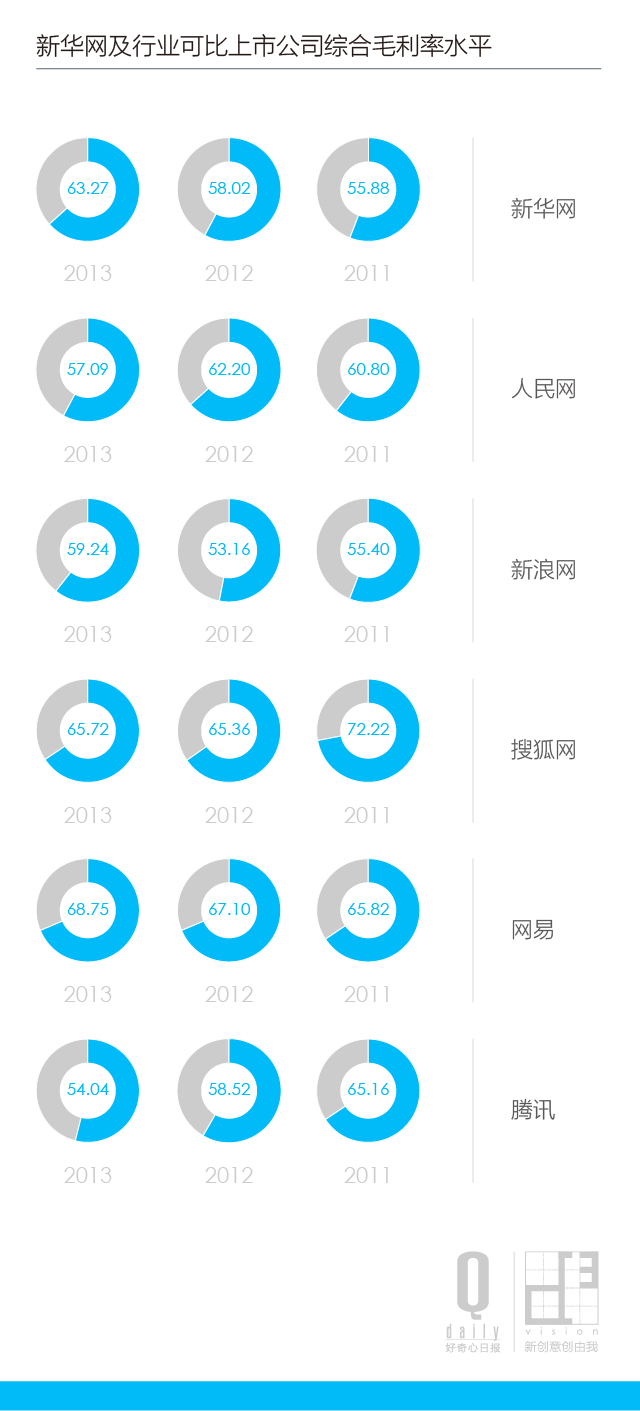 新华网及行业可比上市公司综合毛利率水平
63.27 58.02 55.88
新华网
2013 2012 2011
57.09 62.20 60.80
人民网
2013 2012 2011
59.24 53.16 55.40
新浪网
2013 2012 2011
65.72 65.36 72.22
搜狐网
2013 2012 2011
68.75 67.10 65.82
网易
2013 2012 2011
54.04 58.52 65.16
腾讯
2013 2012 2011
Q
daily
好奇心日报
vision
新创意创由我